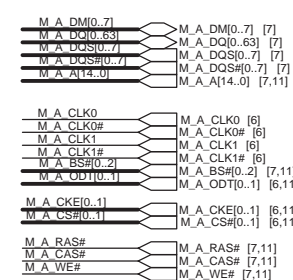 M_A_DM[0..7] M_A_DM[0..7] [7]
M_A_DQ[0..63] M_A_DQ[0..63] [7]
M_A_DQS[0..7] M_A_DQS[0..7] [7]
M_A_DQS#[0..7] M_A_DQS#[0..7] [7]
M_A_A[14..0] M_A_A[14..0] [7,11]
M_A_CLK0 M_A_CLK0 [6]
M_A_CLK0# M_A_CLK0# [6]
M_A_CLK1 M_A_CLK1 [6]
M_A_CLK1# M_A_CLK1# [6]
M_A_BS#[0..2] M_A_BS#[0..2] [7,11
M_A_ODT[0..1] M_A_ODT[0..1] [6,11
M_A_CKE[0..1] M_A_CKE[0..1] [6,11
M_A_CS#[0..1] M_A_CS#[0..1] [6,11
M_A_RAS# M_A_RAS# [7,11]
M_A_CAS# M_A_CAS# [7,11]
M_A_WE# M_A_WE# [7,11]